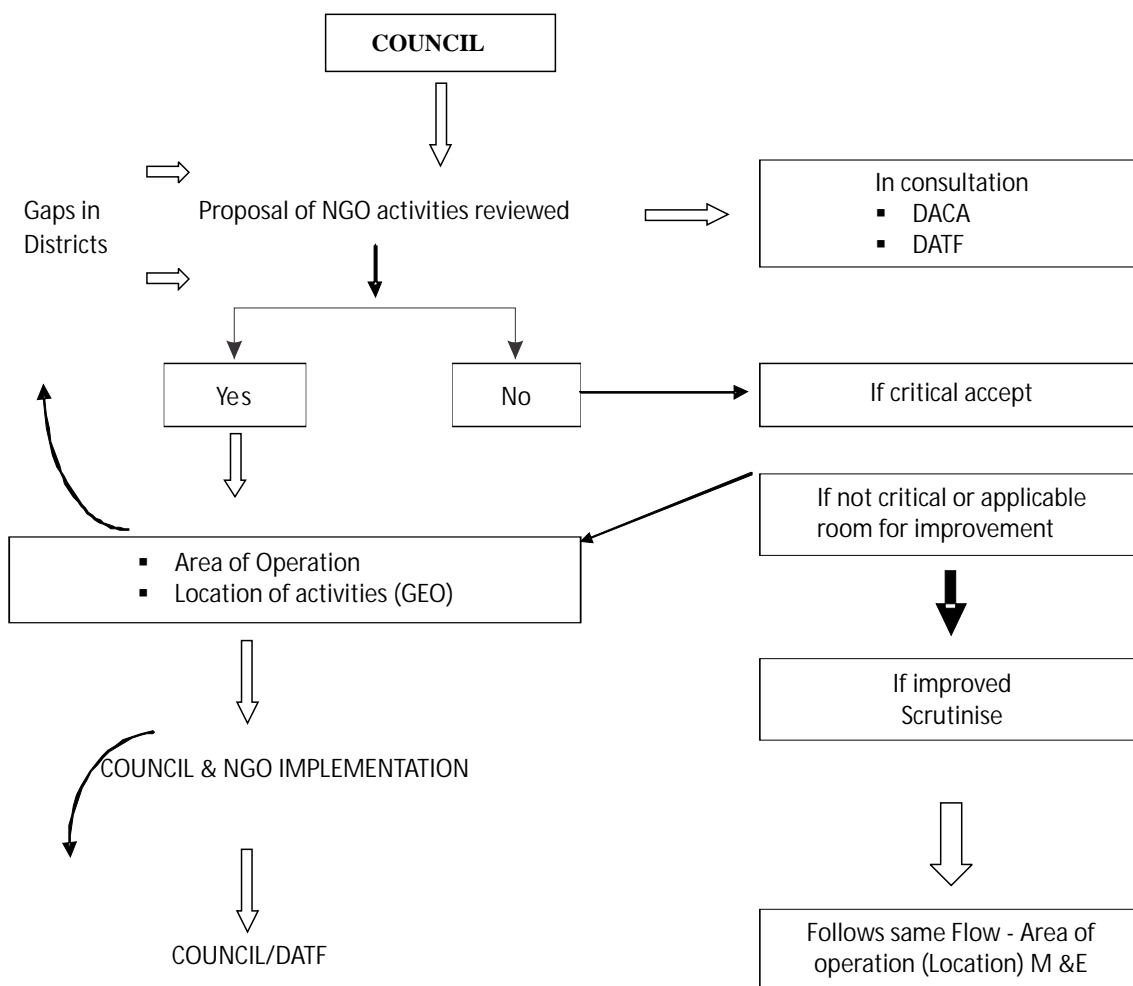 COUNCIL
Gaps in
Districts
Proposal of NGO activities reviewed
In consultation
▪ DACA
▪ DATF
Yes
No
If critical accept
If not critical or applicable
room for improvement
▪ Area of Operation
▪ Location of activities (GEO)
If improved
Scrutinise
COUNCIL & NGO IMPLEMENTATION
COUNCIL/DATF
Follows same Flow - Area of
operation (Location) M &E